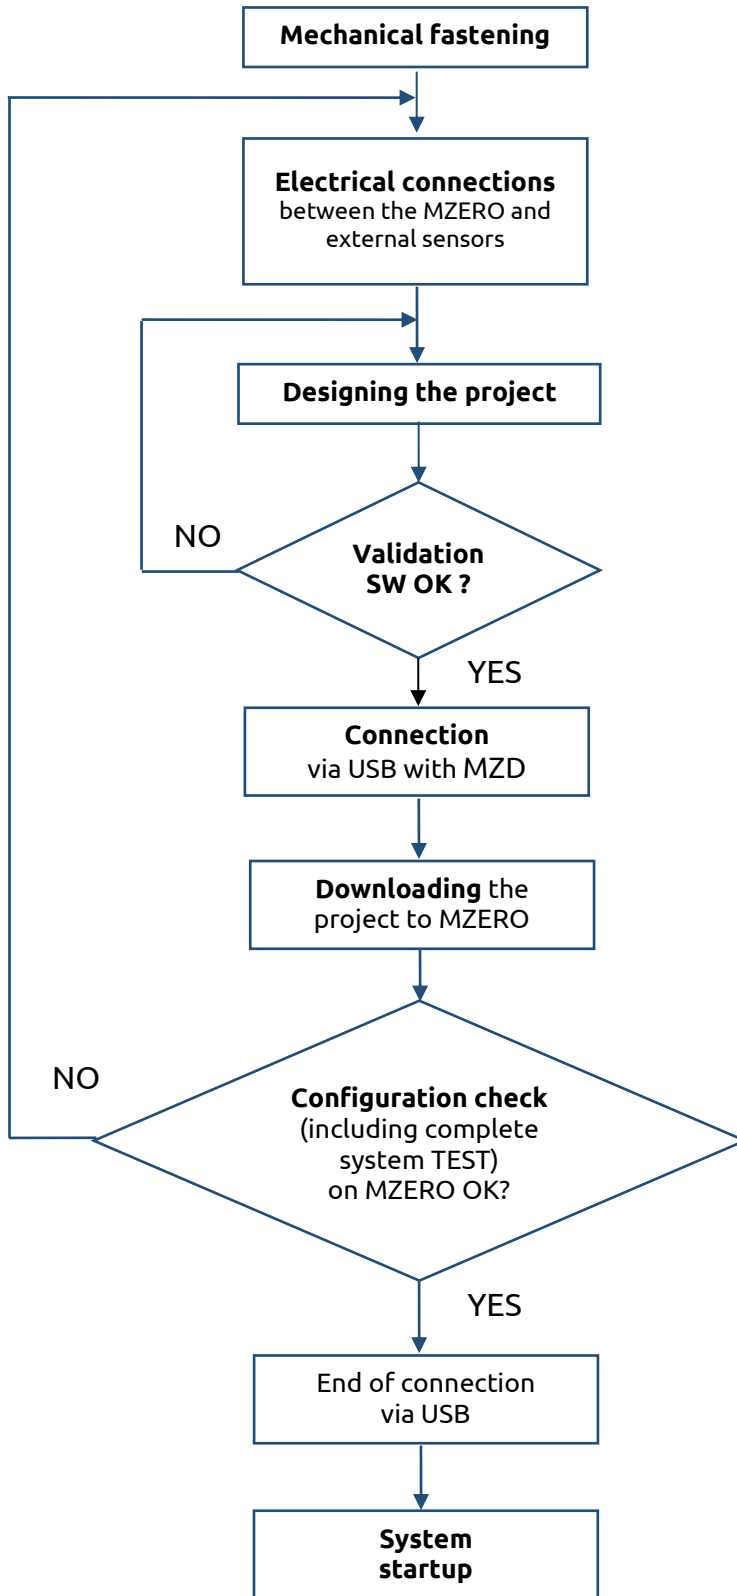 Mechanical fastening
Electrical connections
between the MZERO and
external sensors
Designing the project
NO
Validation
SW OK ?
YES
Connection
via USB with MZD
Downloading the
project to MZERO
NO
Configuration check
(including complete
system TEST)
on MZERO OK?
YES
End of connection
via USB
System
startup